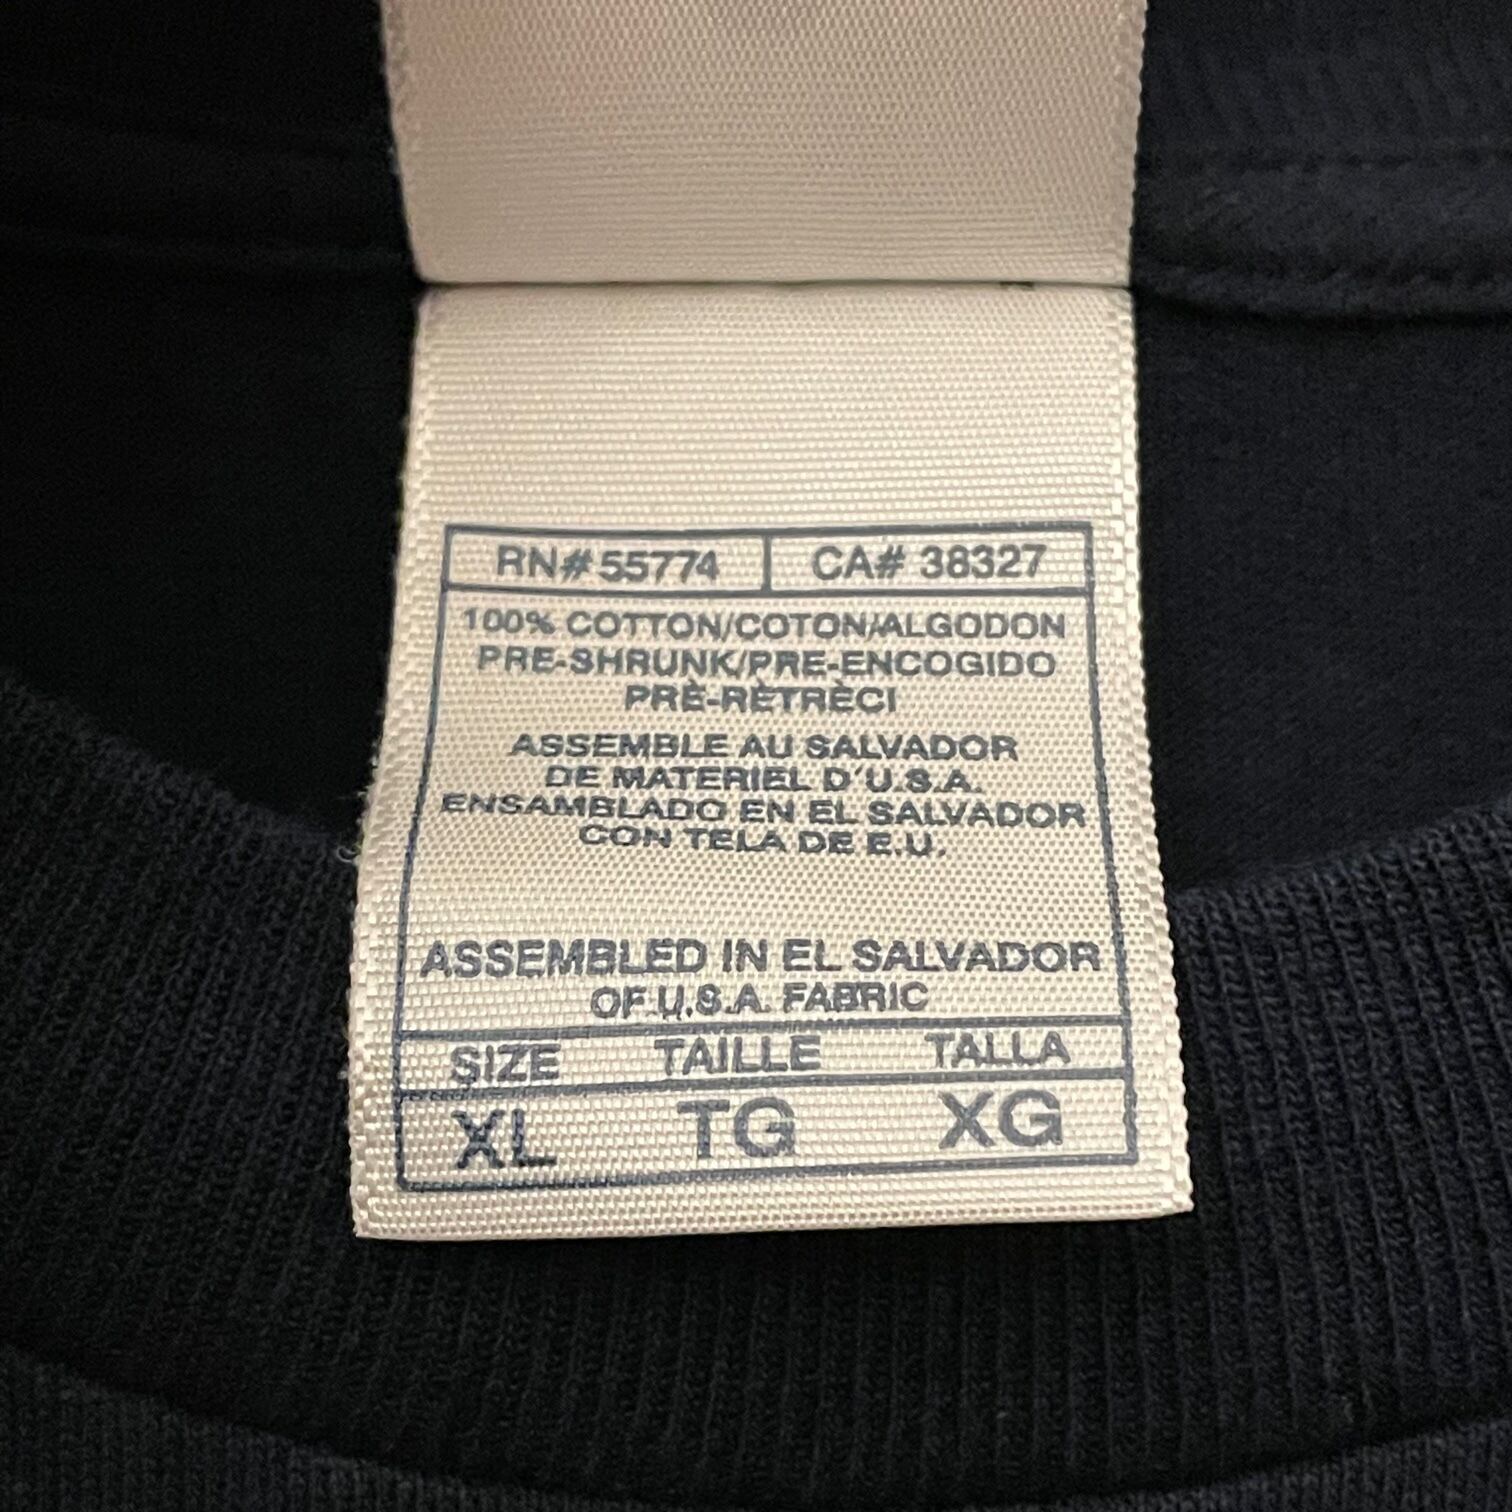 RN# 55774 CA# 38327
100% COTTON/COTON/ALGODON
PRE-SHRUNK/PRE-ENCOGIDO
PRÈ-RÈTRÈCI
ASSEMBLE AU SALVADOR
DE MATERIEL D'U.S.A.
ENSAMBLADO EN EL SALVADOR
CON TELA DE E.U.
ASSEMBLED IN EL SALVADOR
OF U.S.A. FABRIC
SIZE TAILLE TALLA
XL TG XG